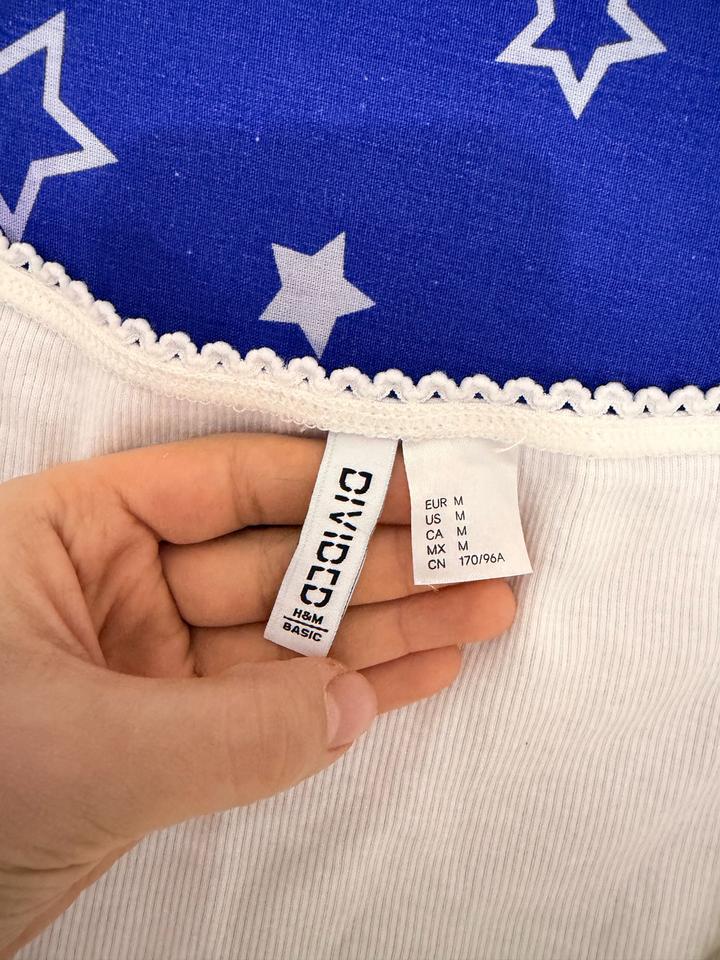 DIVIDED
H&M
BASIC
EUR M
US M
CA M
MX M
CN 170/96A